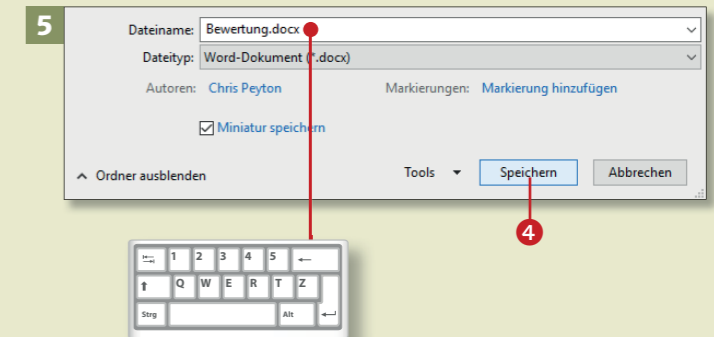 5
Dateiname: Bewertung.docx
Dateityp: Word-Dokument (*.docx)
Autoren: Chris Peyton Markierungen: Markierung hinzufügen
Miniatur speichern
Ordner ausblenden Tools Speichern Abbrechen
4
1 2 3 4 5 ←
Q W E R T Z
Strg Alt